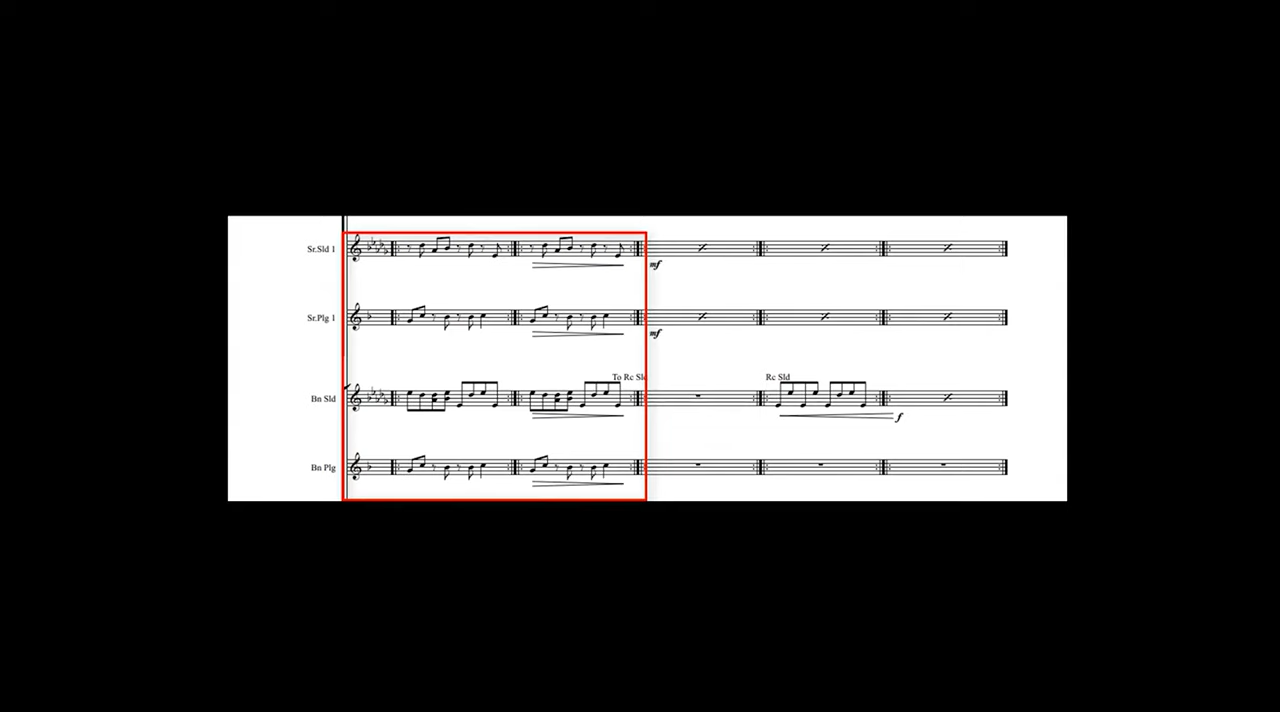 Sr.Sld 1
mf
Sr.Plg 1
mf
To Rc Sld
Rc Sld
Bn Sld
f
Bn Plg